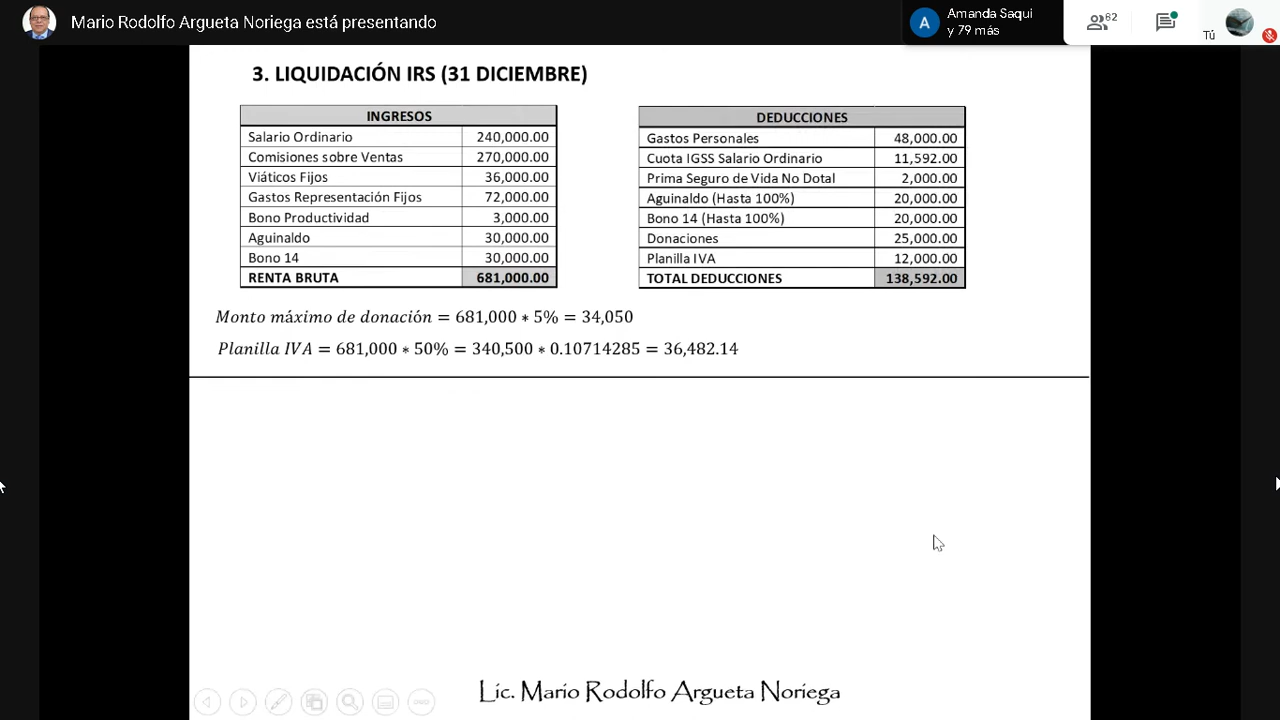 Mario Rodolfo Argueta Noriega está presentando
Amanda Saqui
y 79 más
A
82
Tú
3. LIQUIDACIÓN IRS (31 DICIEMBRE)
INGRESOS
Salario Ordinario 240,000.00
Comisiones sobre Ventas 270,000.00
Viáticos Fijos 36,000.00
Gastos Representación Fijos 72,000.00
Bono Productividad 3,000.00
Aguinaldo 30,000.00
Bono 14 30,000.00
RENTA BRUTA 681,000.00
DEDUCCIONES
Gastos Personales 48,000.00
Cuota IGSS Salario Ordinario 11,592.00
Prima Seguro de Vida No Dotal 2,000.00
Aguinaldo (Hasta 100%) 20,000.00
Bono 14 (Hasta 100%) 20,000.00
Donaciones 25,000.00
Planilla IVA 12,000.00
TOTAL DEDUCCIONES 138,592.00
Monto máximo de donación = 681,000 ∗ 5% = 34,050
Planilla IVA = 681,000 ∗ 50% = 340,500 ∗ 0.10714285 = 36,482.14
Lic. Mario Rodolfo Argueta Noriega